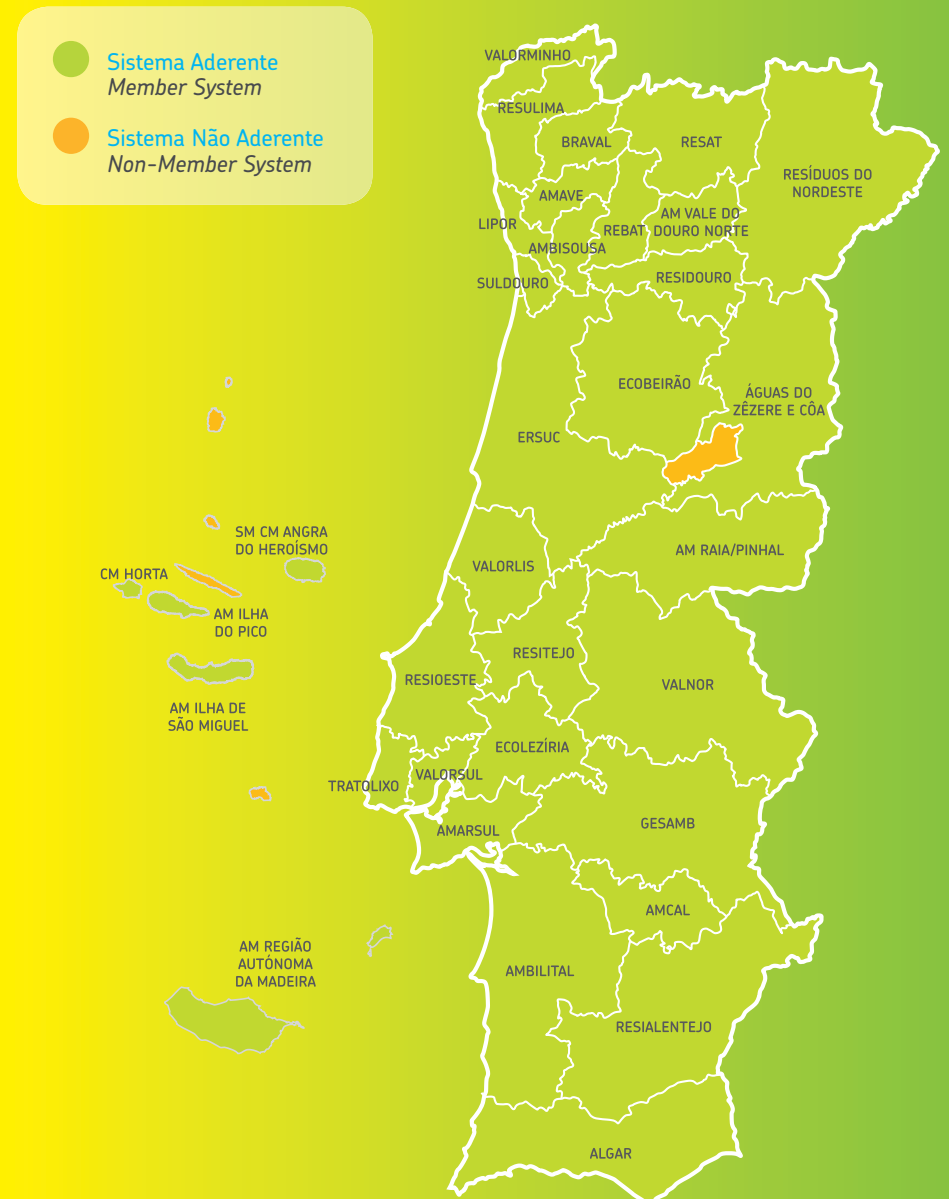 Sistema Aderente
Member System
Sistema Não Aderente
Non-Member System
VALORMINHO
RESULIMA
BRAVAL
RESAT
RESÍDUOS DO
NORDESTE
AMAVE
LIPOR
AM VALE DO
DOURO NORTE
REBAT
AMBISOUSA
SULDOURO
RESIDOURO
ECOBEIRÃO
ÁGUAS DO
ZÊZERE E CÔA
ERSUC
SM CM ANGRA
DO HEROÍSMO
CM HORTA
AM ILHA
DO PICO
AM ILHA DE
SÃO MIGUEL
AM RAIA/PINHAL
VALORLIS
RESITEJO
RESIOESTE
VALNOR
ECOLEZÍRIA
VALORSUL
TRATOLIXO
AMARSUL
GESAMB
AMCAL
AM REGIÃO
AUTÓNOMA
DA MADEIRA
AMBILITAL
RESIALENTEJO
ALGAR